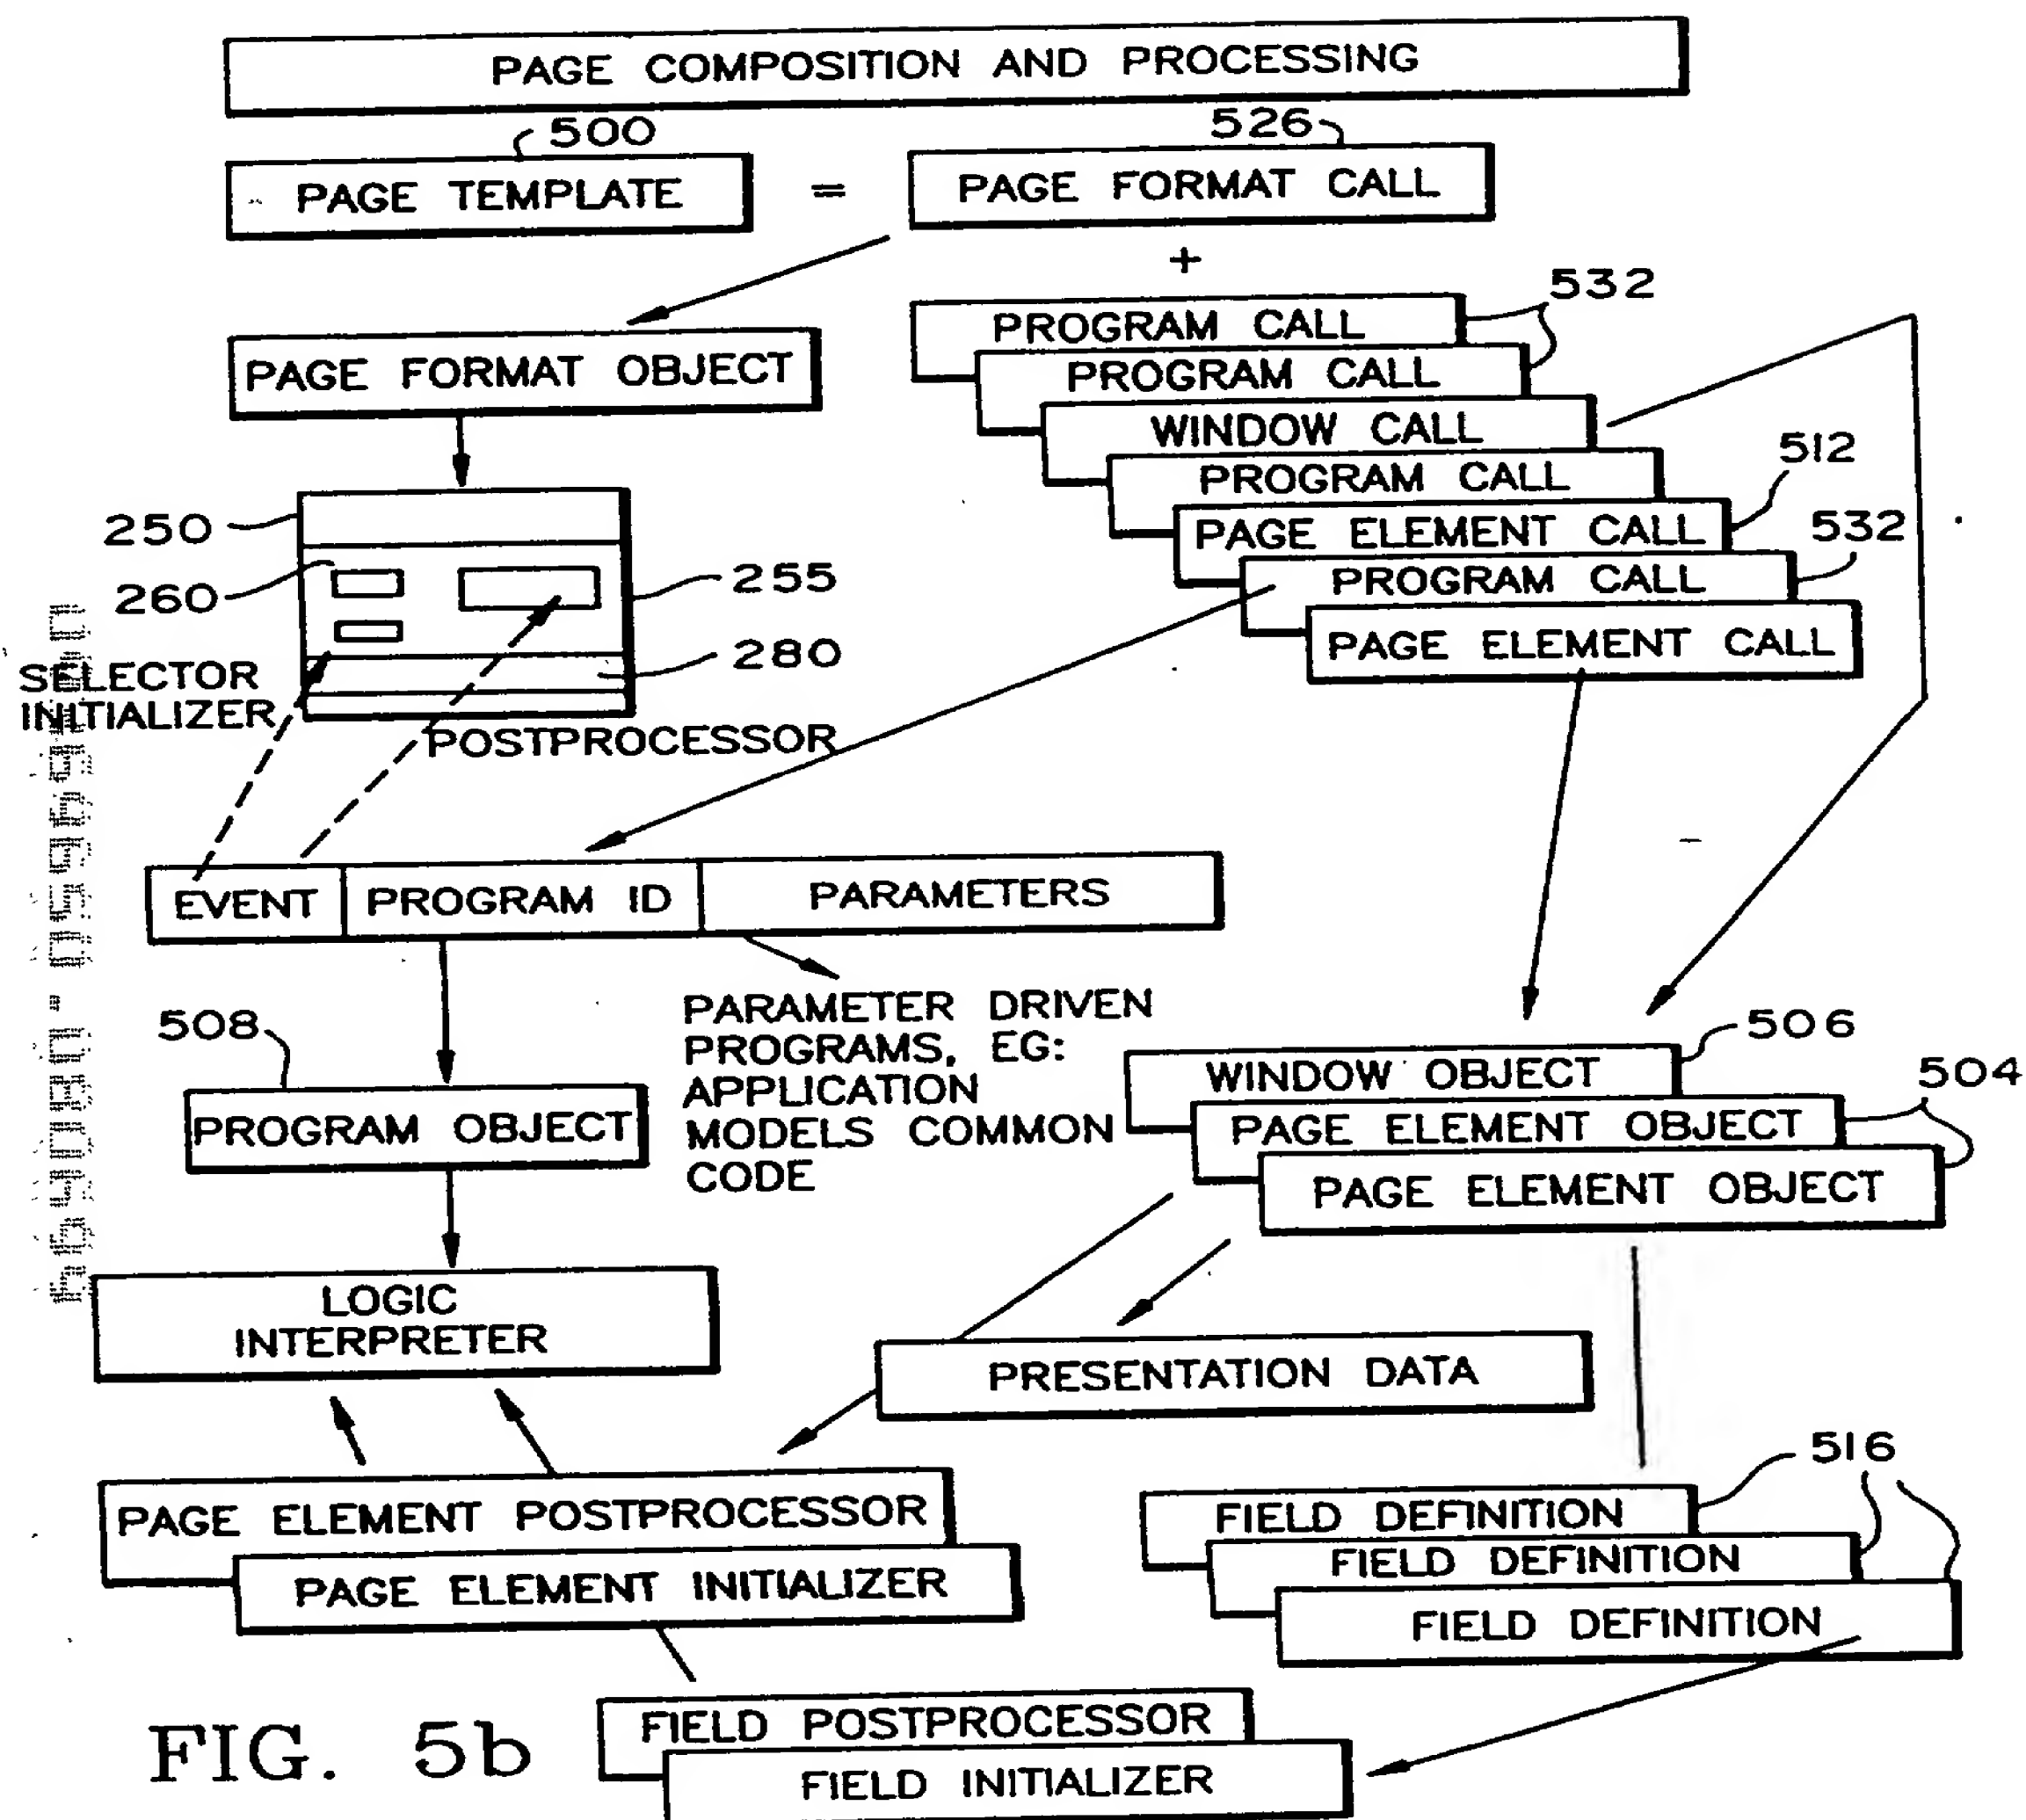 PAGE COMPOSITION AND PROCESSING
500
526
PAGE TEMPLATE = PAGE FORMAT CALL
+
532
PROGRAM CALL
PAGE FORMAT OBJECT
PROGRAM CALL
WINDOW CALL
512
PROGRAM CALL
250
PAGE ELEMENT CALL
532
260
255
PROGRAM CALL
280
PAGE ELEMENT CALL
SELECTOR
INITIALIZER
POSTPROCESSOR
EVENT
PROGRAM ID
PARAMETERS
508
PARAMETER DRIVEN
PROGRAMS, EG:
APPLICATION
MODELS COMMON
CODE
506
WINDOW OBJECT
504
PROGRAM OBJECT
PAGE ELEMENT OBJECT
PAGE ELEMENT OBJECT
LOGIC
INTERPRETER
PRESENTATION DATA
516
PAGE ELEMENT POSTPROCESSOR
FIELD DEFINITION
FIELD DEFINITION
PAGE ELEMENT INITIALIZER
FIELD DEFINITION
FIELD POSTPROCESSOR
FIG. 5b
FIELD INITIALIZER